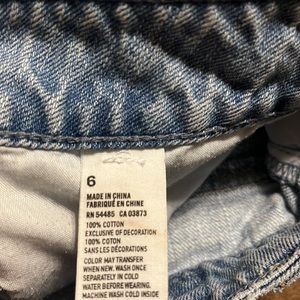 6
MADE IN CHINA
FABRIQUÉ EN CHINE
RN 54485 CA 03873
100% COTTON
EXCLUSIVE OF DECORATION
100% COTON
SANS LES DÉCORATIONS
COLOR MAY TRANSFER
WHEN NEW. WASH ONCE
SEPARATELY IN COLD
WATER BEFORE WEARING.
MACHINE WASH COLD INSIDE